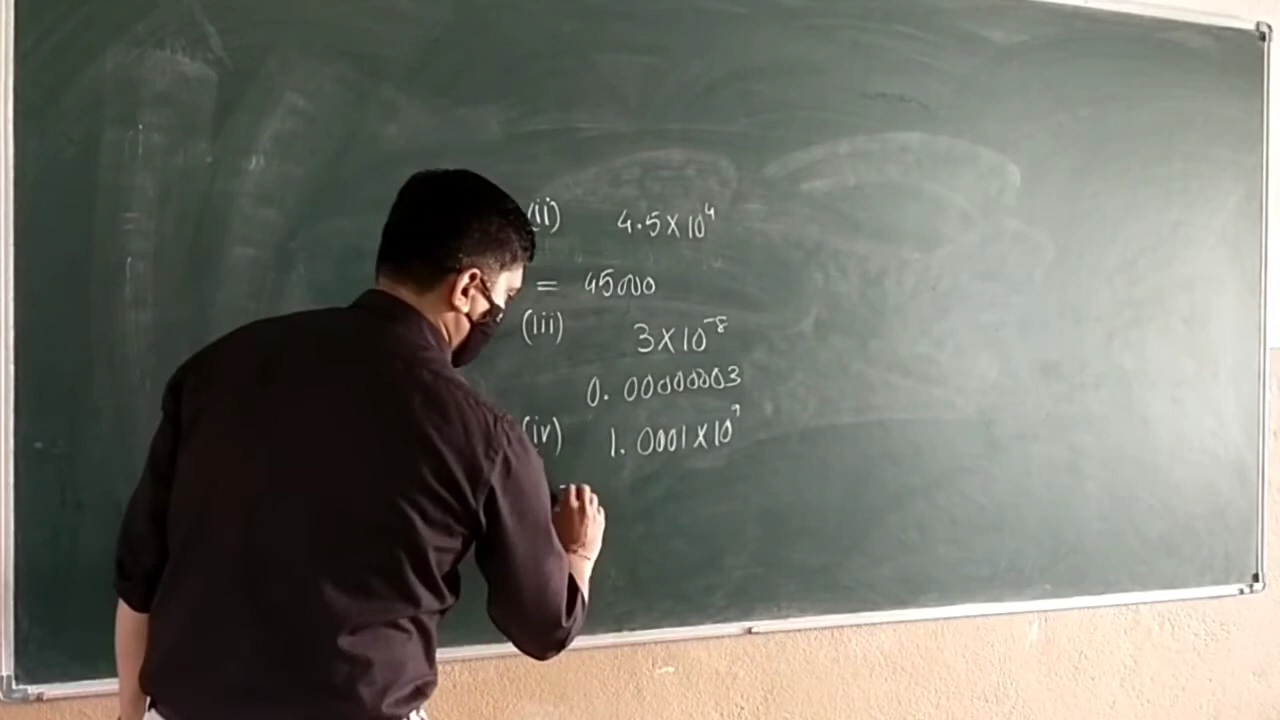 (ii) 4.5×10⁴
= 45000
(iii) 3×10⁻⁸
0.00000003
(iv) 1.0001×10⁹